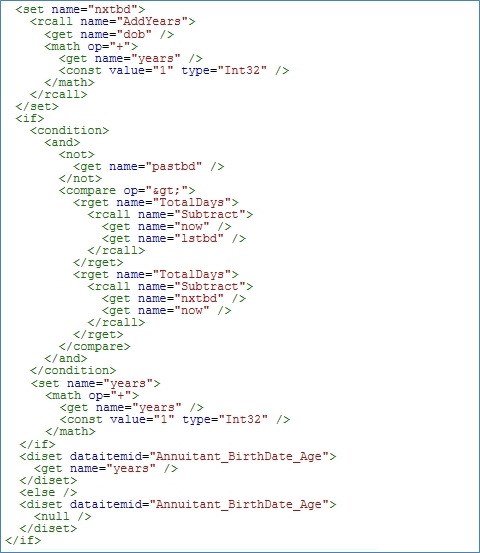 <set name="nxtbd">
<rcall name="AddYears">
<get name="dob" />
<math op="+">
<get name="years" />
<const value="1" type="Int32" />
</math>
</rcall>
</set>
<if>
<condition>
<and>
<not>
<get name="pastbd" />
</not>
<compare op="&gt;">
<rget name="TotalDays">
<rcall name="Subtract">
<get name="now" />
<get name="lstbd" />
</rcall>
</rget>
<rget name="TotalDays">
<rcall name="Subtract">
<get name="nxtbd" />
<get name="now" />
</rcall>
</rget>
</compare>
</and>
</condition>
<set name="years">
<math op="+">
<get name="years" />
<const value="1" type="Int32" />
</math>
</if>
<diset dataitemid="Annuitant_BirthDate_Age">
<get name="years" />
</diset>
<else />
<diset dataitemid="Annuitant_BirthDate_Age">
<null />
</diset>
</if>